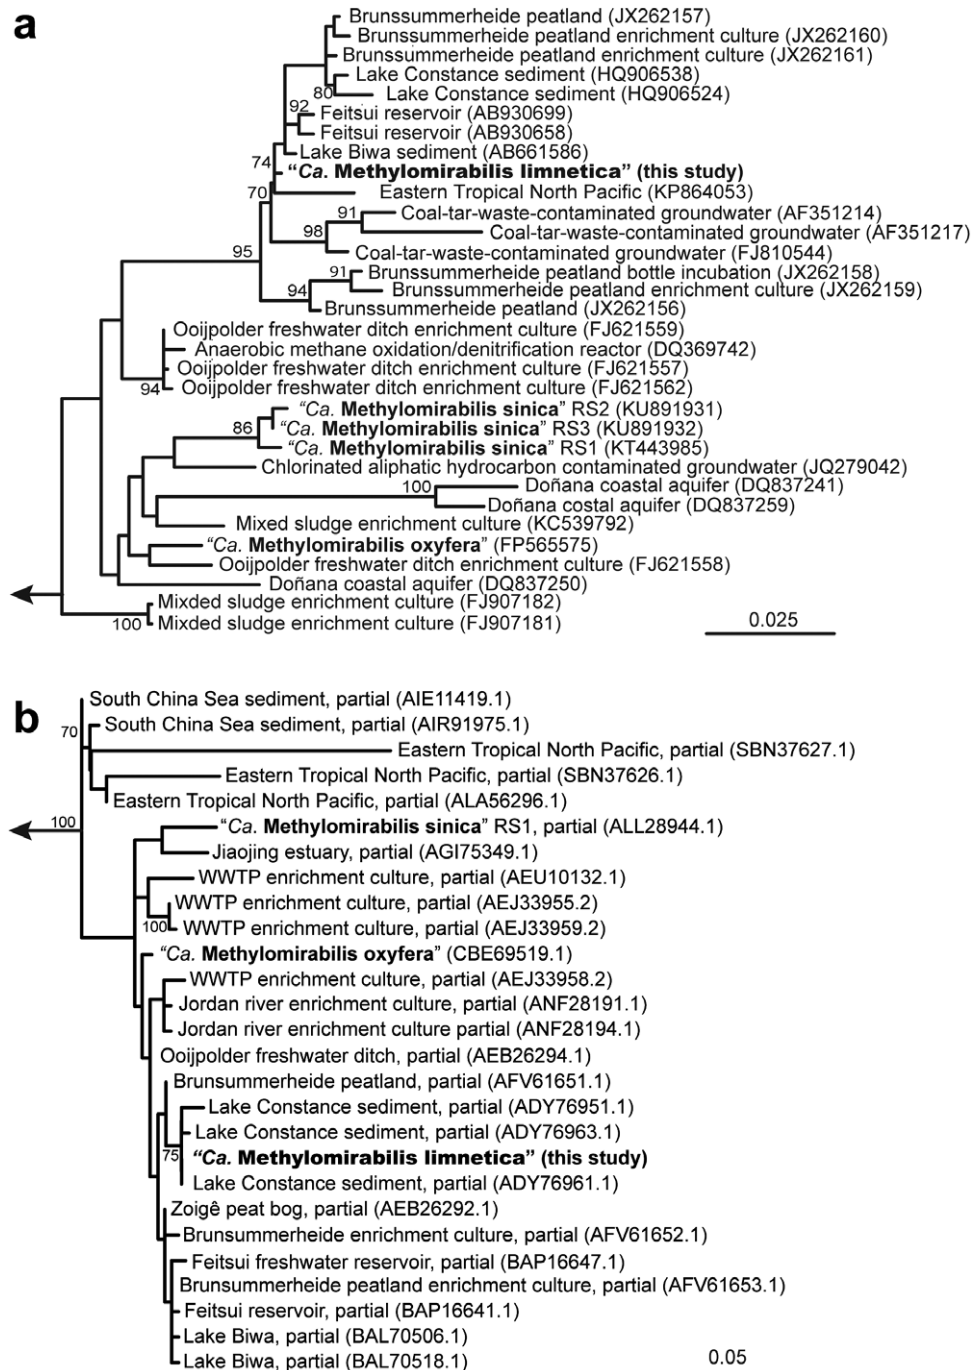 a
Brunssummerheide peatland (JX262157)
Brunssummerheide peatland enrichment culture (JX262160)
Brunssummerheide peatland enrichment culture (JX262161)
Lake Constance sediment (HQ906538)
80
Lake Constance sediment (HQ906524)
92
Feitsui reservoir (AB930699)
Feitsui reservoir (AB930658)
Lake Biwa sediment (AB661586)
74
“Ca. Methylomirabilis limnetica” (this study)
70
Eastern Tropical North Pacific (KP864053)
91
Coal-tar-waste-contaminated groundwater (AF351214)
98
Coal-tar-waste-contaminated groundwater (AF351217)
95
Coal-tar-waste-contaminated groundwater (FJ810544)
91
Brunssummerheide peatland bottle incubation (JX262158)
94
Brunssummerheide peatland enrichment culture (JX262159)
Brunssummerheide peatland (JX262156)
Ooijpolder freshwater ditch enrichment culture (FJ621559)
Anaerobic methane oxidation/denitrification reactor (DQ369742)
Ooijpolder freshwater ditch enrichment culture (FJ621557)
94
Ooijpolder freshwater ditch enrichment culture (FJ621562)
“Ca. Methylomirabilis sinica” RS2 (KU891931)
86
“Ca. Methylomirabilis sinica” RS3 (KU891932)
“Ca. Methylomirabilis sinica” RS1 (KT443985)
Chlorinated aliphatic hydrocarbon contaminated groundwater (JQ279042)
100
Doñana coastal aquifer (DQ837241)
Doñana costal aquifer (DQ837259)
Mixed sludge enrichment culture (KC539792)
“Ca. Methylomirabilis oxyfera” (FP565575)
Ooijpolder freshwater ditch enrichment culture (FJ621558)
Doñana coastal aquifer (DQ837250)
Mixded sludge enrichment culture (FJ907182)
100
Mixded sludge enrichment culture (FJ907181)
0.025
b
South China Sea sediment, partial (AIE11419.1)
70
South China Sea sediment, partial (AIR91975.1)
Eastern Tropical North Pacific, partial (SBN37627.1)
Eastern Tropical North Pacific, partial (SBN37626.1)
Eastern Tropical North Pacific, partial (ALA56296.1)
100
“Ca. Methylomirabilis sinica” RS1, partial (ALL28944.1)
Jiaojing estuary, partial (AGI75349.1)
WWTP enrichment culture, partial (AEU10132.1)
WWTP enrichment culture, partial (AEJ33955.2)
100
WWTP enrichment culture, partial (AEJ33959.2)
“Ca. Methylomirabilis oxyfera” (CBE69519.1)
WWTP enrichment culture, partial (AEJ33958.2)
Jordan river enrichment culture, partial (ANF28191.1)
Jordan river enrichment culture partial (ANF28194.1)
Ooijpolder freshwater ditch, partial (AEB26294.1)
Brunsummerheide peatland, partial (AFV61651.1)
Lake Constance sediment, partial (ADY76951.1)
Lake Constance sediment, partial (ADY76963.1)
75
“Ca. Methylomirabilis limnetica” (this study)
Lake Constance sediment, partial (ADY76961.1)
Zoigê peat bog, partial (AEB26292.1)
Brunsummerheide enrichment culture, partial (AFV61652.1)
Feitsui freshwater reservoir, partial (BAP16647.1)
Brunsummerheide peatland enrichment culture, partial (AFV61653.1)
Feitsui reservoir, partial (BAP16641.1)
Lake Biwa, partial (BAL70506.1)
Lake Biwa, partial (BAL70518.1)
0.05